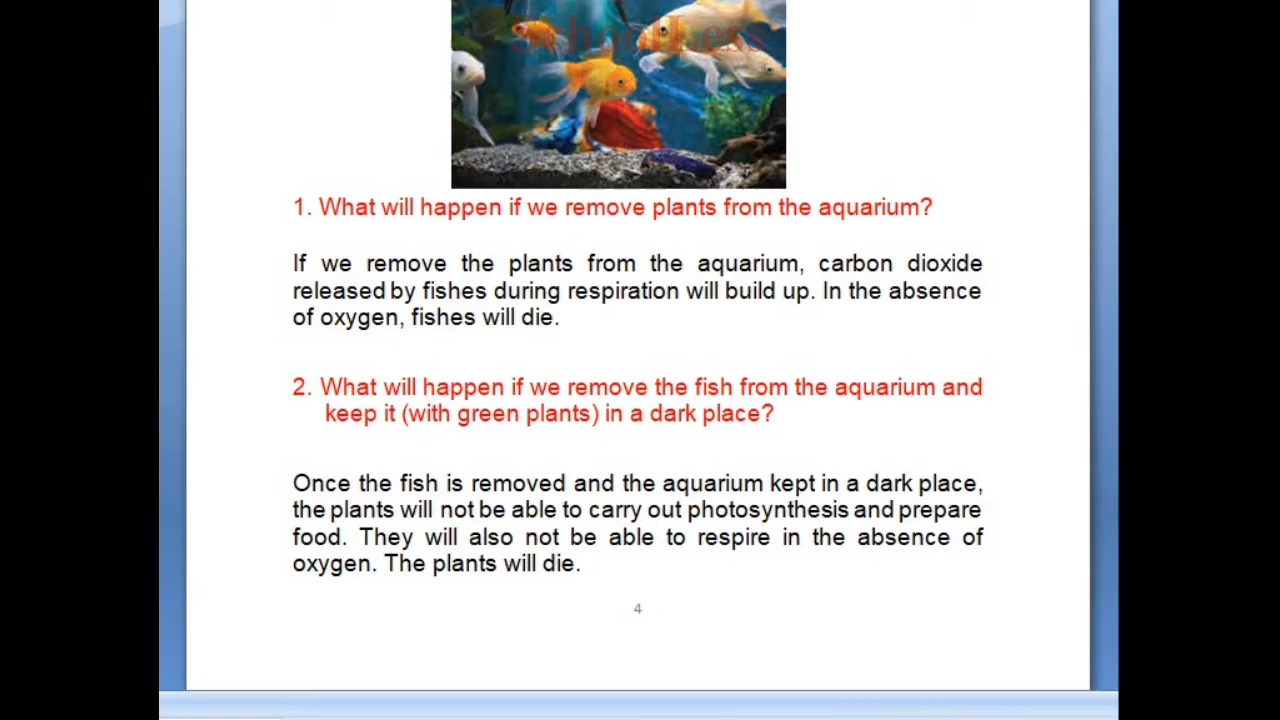 SchoolLess
1. What will happen if we remove plants from the aquarium?
If we remove the plants from the aquarium, carbon dioxide
released by fishes during respiration will build up. In the absence
of oxygen, fishes will die.
2. What will happen if we remove the fish from the aquarium and
keep it (with green plants) in a dark place?
Once the fish is removed and the aquarium kept in a dark place,
the plants will not be able to carry out photosynthesis and prepare
food. They will also not be able to respire in the absence of
oxygen. The plants will die.
4